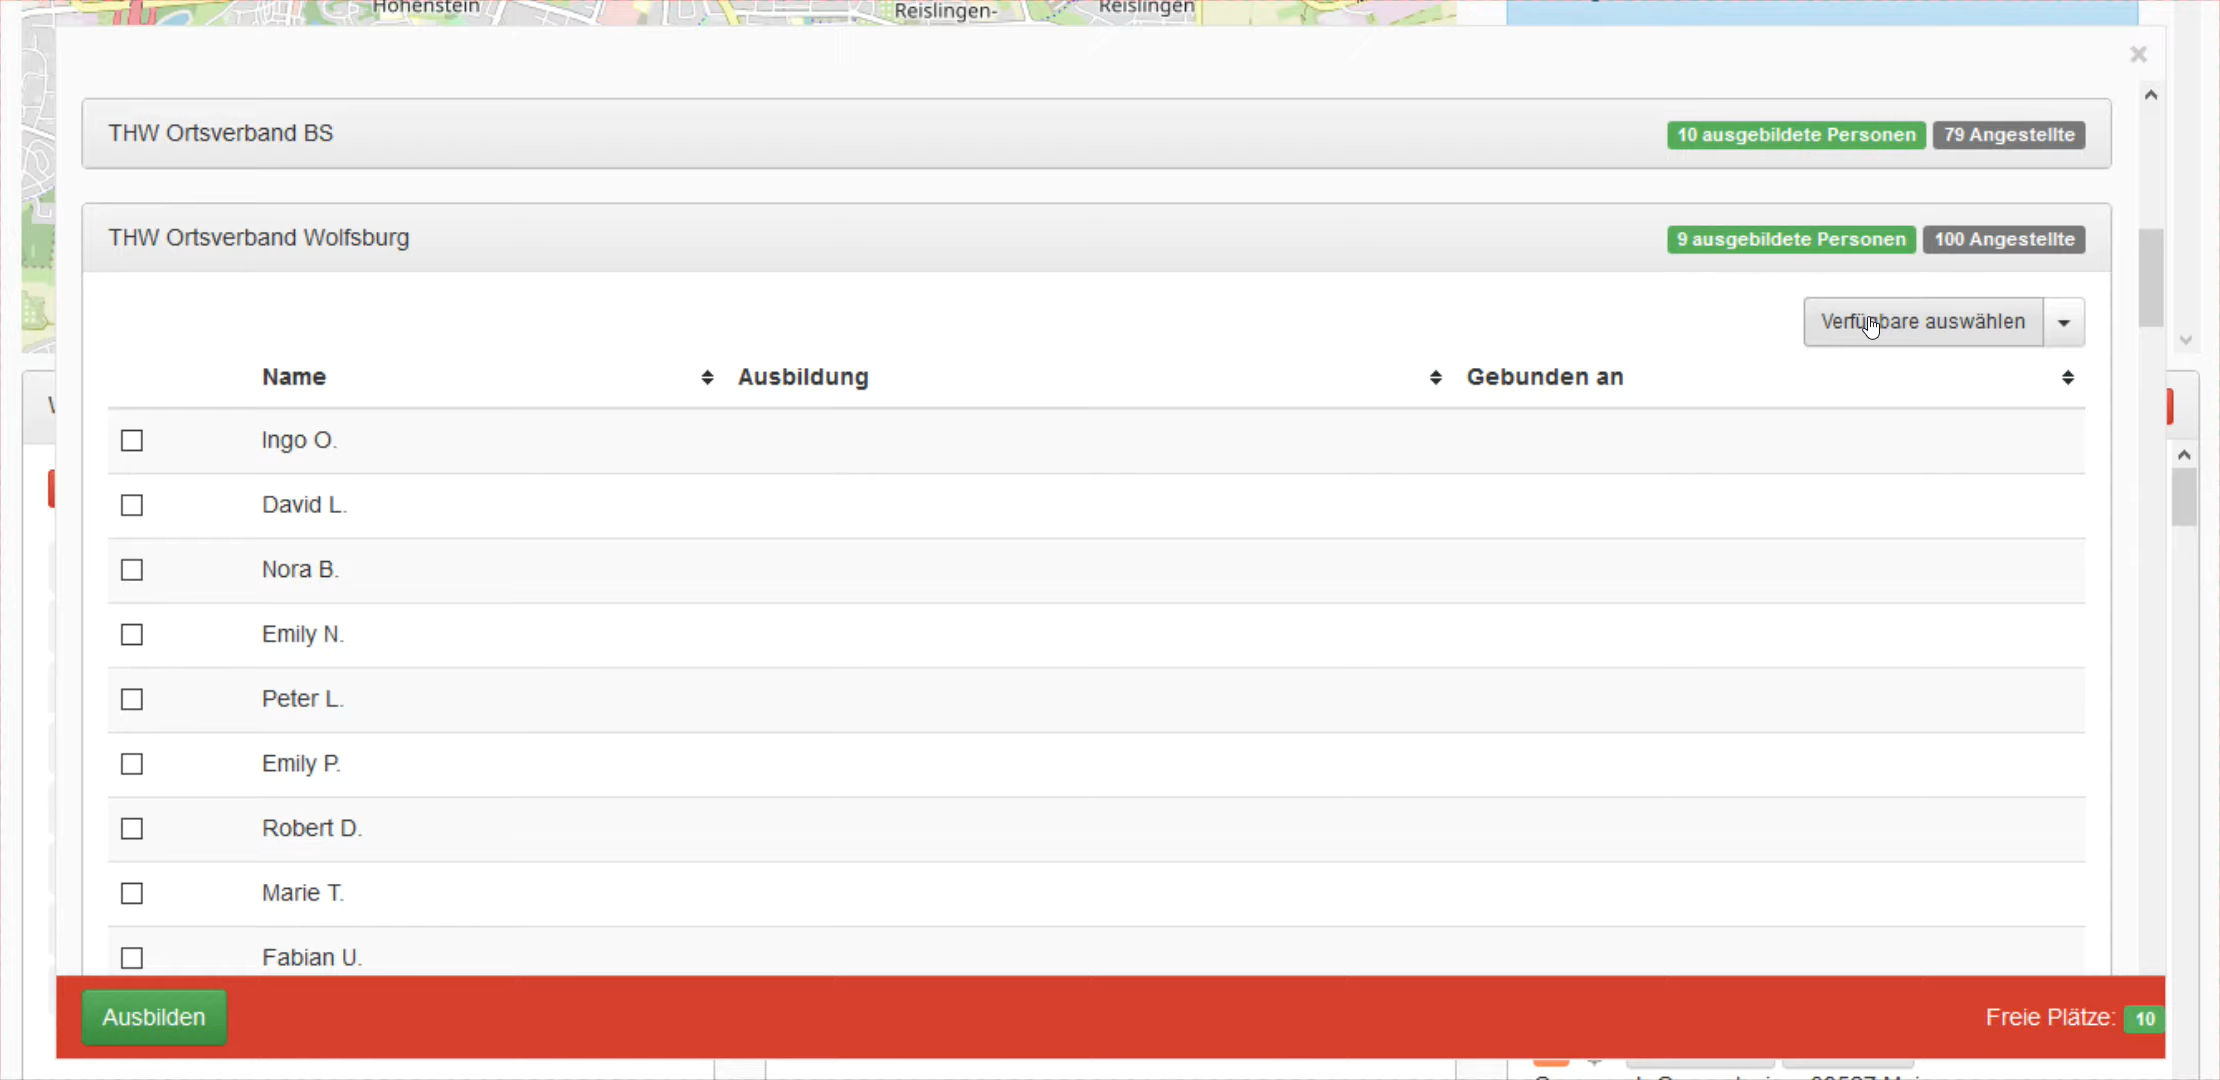 Hohenstein
Reislingen-
Reislingen
×
THW Ortsverband BS
10 ausgebildete Personen
79 Angestellte
THW Ortsverband Wolfsburg
9 ausgebildete Personen
100 Angestellte
Verfügbare auswählen
Name
Ausbildung
Gebunden an
Ingo O.
David L.
Nora B.
Emily N.
Peter L.
Emily P.
Robert D.
Marie T.
Fabian U.
Ausbilden
Freie Plätze: 10